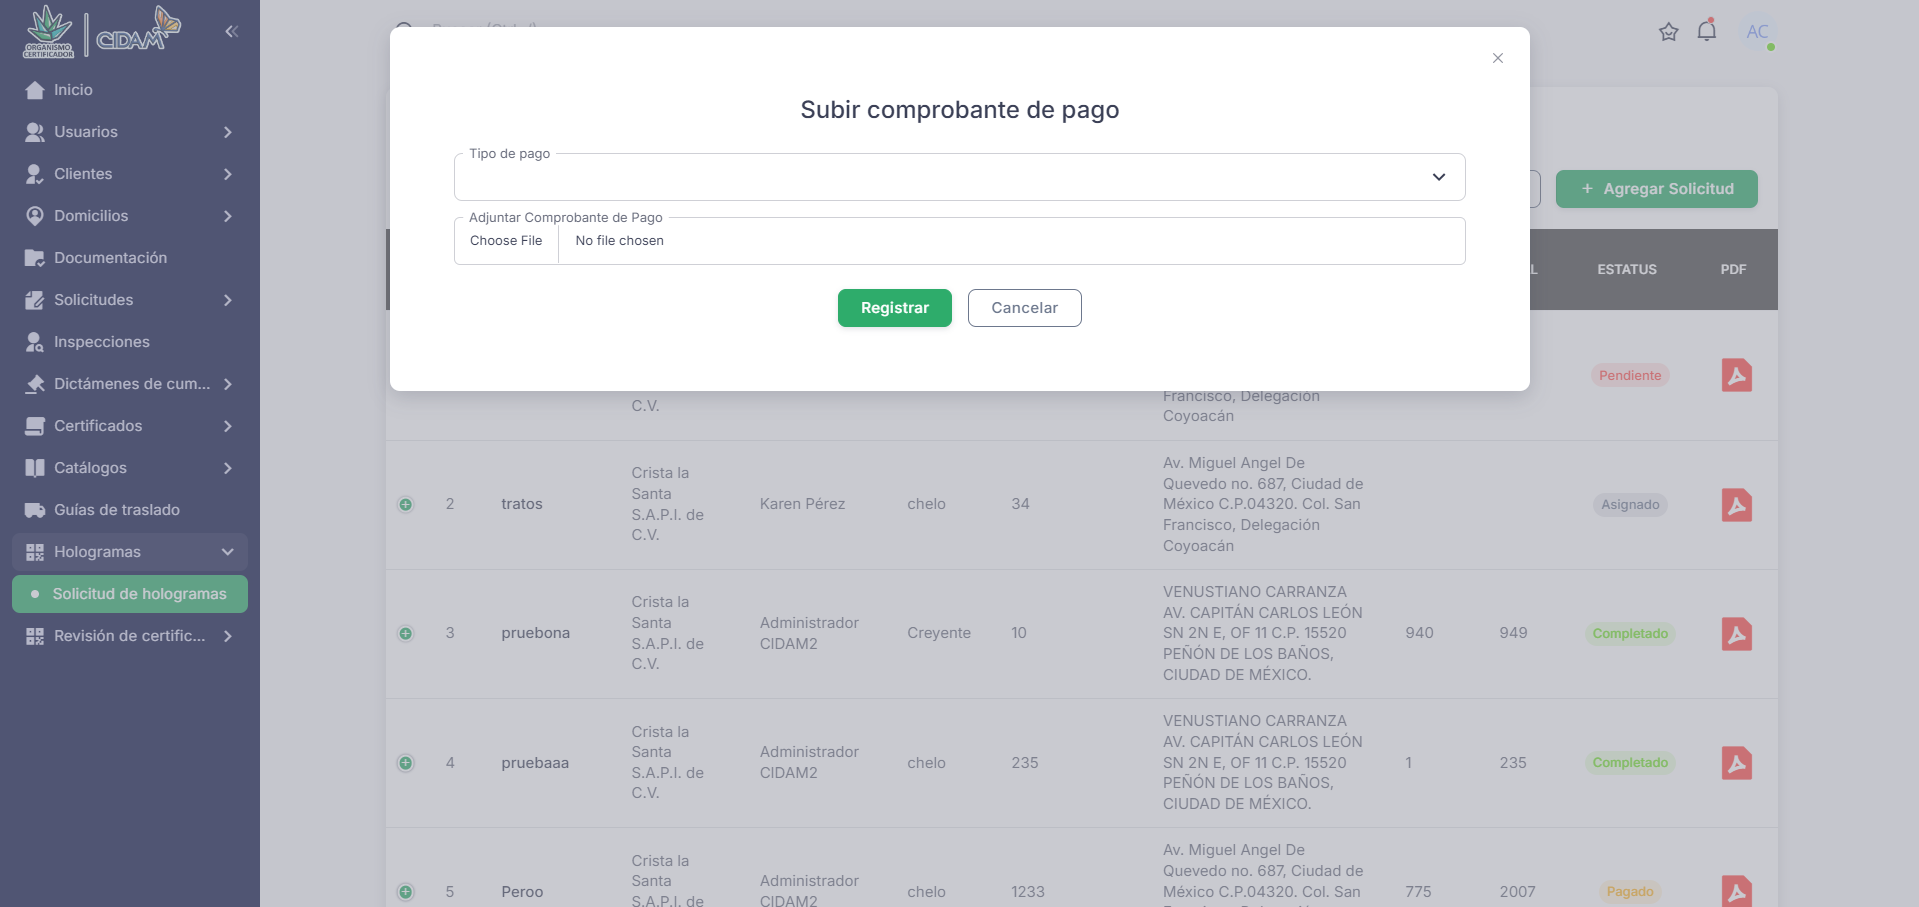 ORGANISMO
CERTIFICADOR
CIDAM
AC
Inicio
Usuarios
Clientes
Domicilios
Documentación
Solicitudes
Inspecciones
Dictámenes de cum...
Certificados
Catálogos
Guías de traslado
Hologramas
Solicitud de hologramas
Revisión de certific...
Subir comprobante de pago
Tipo de pago
Adjuntar Comprobante de Pago
Choose File No file chosen
Registrar Cancelar
+ Agregar Solicitud
L ESTATUS PDF
C.V.
Francisco, Delegación
Coyoacán
Pendiente
2 tratos
Crista la
Santa
S.A.P.I. de
C.V.
Karen Pérez
chelo
34
Av. Miguel Angel De
Quevedo no. 687, Ciudad de
México C.P.04320. Col. San
Francisco, Delegación
Coyoacán
Asignado
3 pruebona
Crista la
Santa
S.A.P.I. de
C.V.
Administrador
CIDAM2
Creyente
10
VENUSTIANO CARRANZA
AV. CAPITÁN CARLOS LEÓN
SN 2N E, OF 11 C.P. 15520
PEÑÓN DE LOS BAÑOS,
CIUDAD DE MÉXICO.
940
949
Completado
4 pruebaaa
Crista la
Santa
S.A.P.I. de
C.V.
Administrador
CIDAM2
chelo
235
VENUSTIANO CARRANZA
AV. CAPITÁN CARLOS LEÓN
SN 2N E, OF 11 C.P. 15520
PEÑÓN DE LOS BAÑOS,
CIUDAD DE MÉXICO.
1
235
Completado
5 Peroo
Crista la
Santa
S.A.P.I. de
Administrador
CIDAM2
chelo
1233
Av. Miguel Angel De
Quevedo no. 687, Ciudad de
México C.P.04320. Col. San
775
2007
Pagado